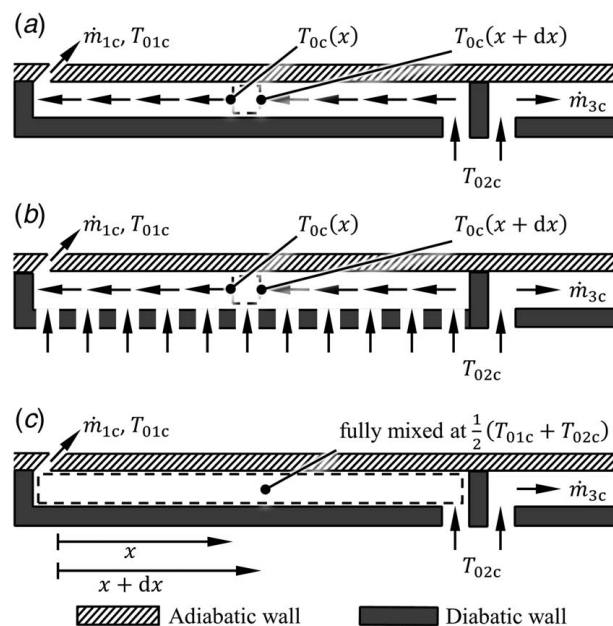 (a)
ṁ1c, T01c T0c(x) T0c(x + dx)
ṁ3c
T02c
(b)
ṁ1c, T01c T0c(x) T0c(x + dx)
ṁ3c
T02c
(c)
ṁ1c, T01c fully mixed at ½(T01c + T02c)
ṁ3c
x
T02c
x + dx
Adiabatic wall Diabatic wall